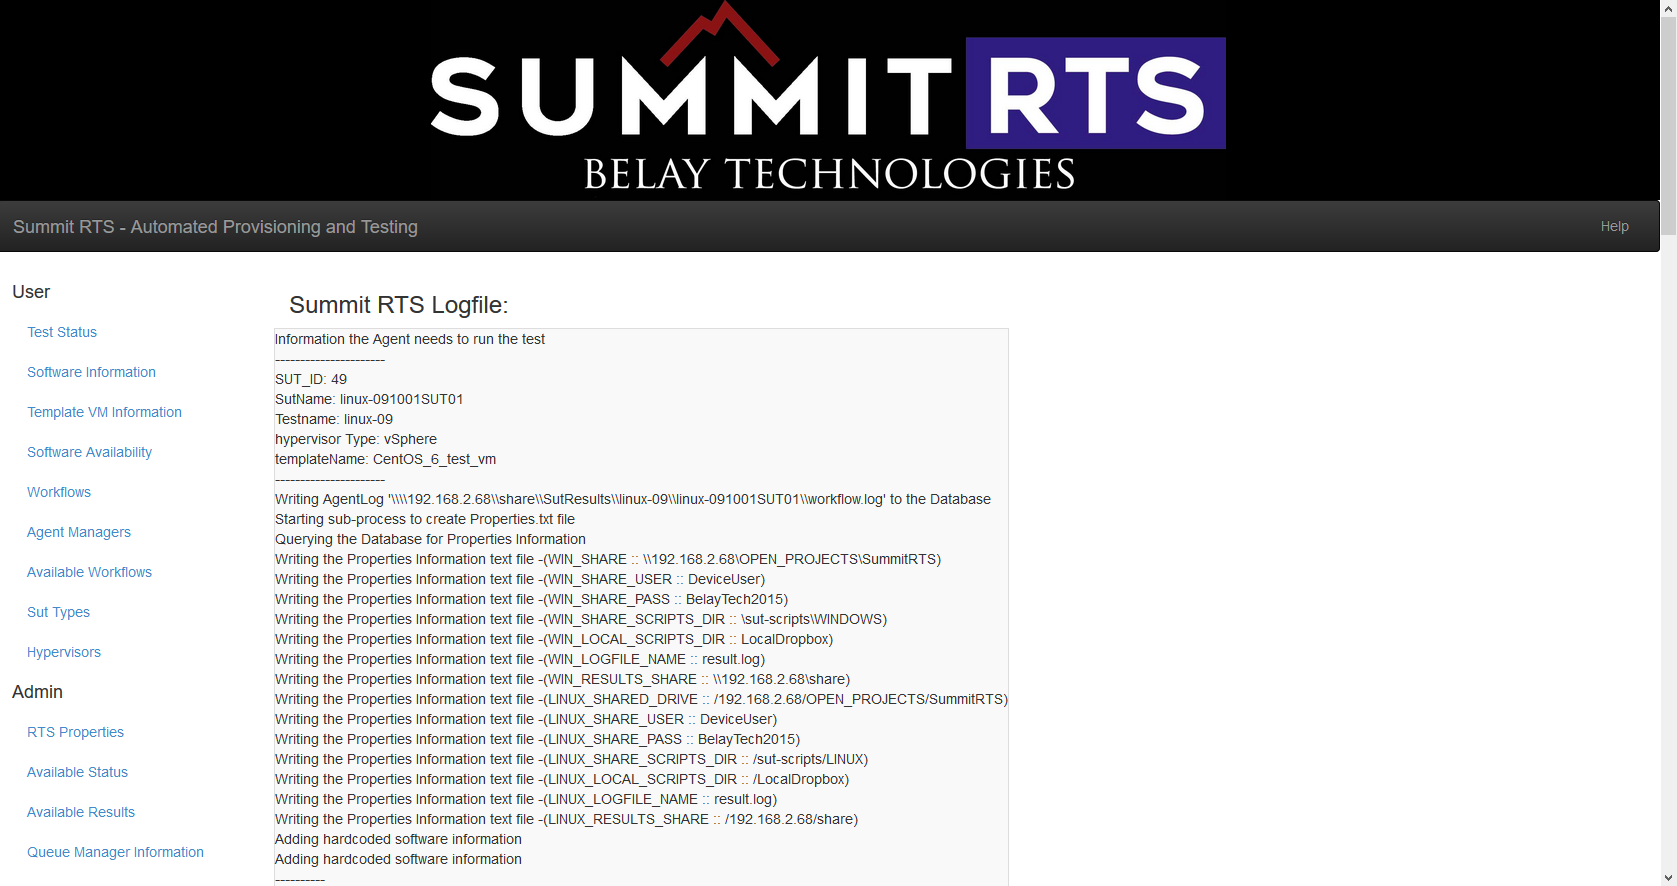 SUMMIT RTS
BELAY TECHNOLOGIES
Summit RTS - Automated Provisioning and Testing
Help
User
Test Status
Software Information
Template VM Information
Software Availability
Workflows
Agent Managers
Available Workflows
Sut Types
Hypervisors
Admin
RTS Properties
Available Status
Available Results
Queue Manager Information
Summit RTS Logfile:
Information the Agent needs to run the test
----------------------
SUT_ID: 49
SutName: linux-091001SUT01
Testname: linux-09
hypervisor Type: vSphere
templateName: CentOS_6_test_vm
----------------------
Writing AgentLog '\\\\192.168.2.68\\share\\SutResults\\linux-09\\linux-091001SUT01\\workflow.log' to the Database
Starting sub-process to create Properties.txt file
Querying the Database for Properties Information
Writing the Properties Information text file -(WIN_SHARE :: \\192.168.2.68\OPEN_PROJECTS\SummitRTS)
Writing the Properties Information text file -(WIN_SHARE_USER :: DeviceUser)
Writing the Properties Information text file -(WIN_SHARE_PASS :: BelayTech2015)
Writing the Properties Information text file -(WIN_SHARE_SCRIPTS_DIR :: \sut-scripts\WINDOWS)
Writing the Properties Information text file -(WIN_LOCAL_SCRIPTS_DIR :: LocalDropbox)
Writing the Properties Information text file -(WIN_LOGFILE_NAME :: result.log)
Writing the Properties Information text file -(WIN_RESULTS_SHARE :: \\192.168.2.68\share)
Writing the Properties Information text file -(LINUX_SHARED_DRIVE :: /192.168.2.68/OPEN_PROJECTS/SummitRTS)
Writing the Properties Information text file -(LINUX_SHARE_USER :: DeviceUser)
Writing the Properties Information text file -(LINUX_SHARE_PASS :: BelayTech2015)
Writing the Properties Information text file -(LINUX_SHARE_SCRIPTS_DIR :: /sut-scripts/LINUX)
Writing the Properties Information text file -(LINUX_LOCAL_SCRIPTS_DIR :: /LocalDropbox)
Writing the Properties Information text file -(LINUX_LOGFILE_NAME :: result.log)
Writing the Properties Information text file -(LINUX_RESULTS_SHARE :: /192.168.2.68/share)
Adding hardcoded software information
Adding hardcoded software information
----------